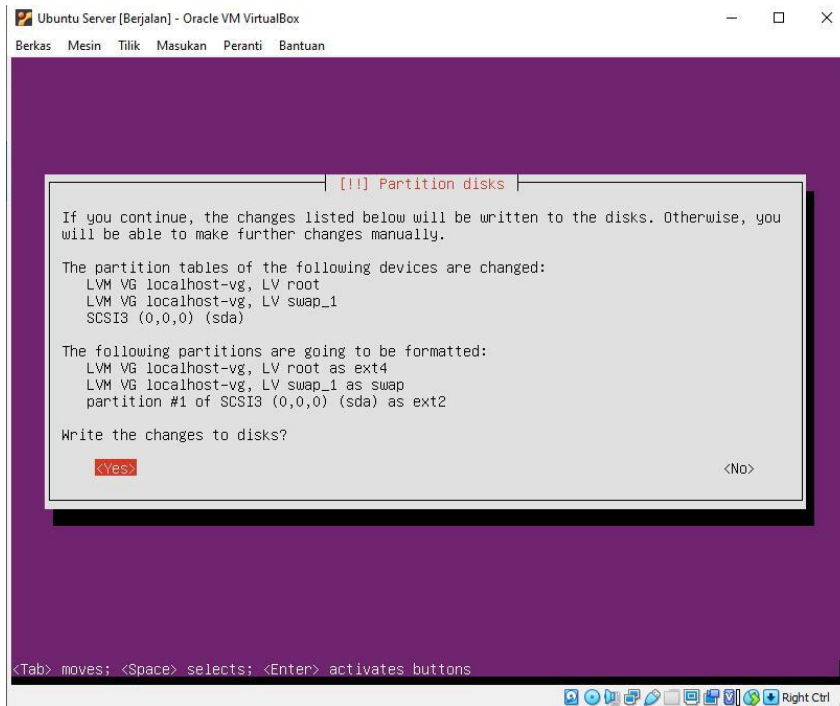 Ubuntu Server [Berjalan] - Oracle VM VirtualBox
Berkas Mesin Tilik Masukan Peranti Bantuan
[!!] Partition disks
If you continue, the changes listed below will be written to the disks. Otherwise, you
will be able to make further changes manually.
The partition tables of the following devices are changed:
LVM VG localhost-vg, LV root
LVM VG localhost-vg, LV swap_1
SCSI3 (0,0,0) (sda)
The following partitions are going to be formatted:
LVM VG localhost-vg, LV root as ext4
LVM VG localhost-vg, LV swap_1 as swap
partition #1 of SCSI3 (0,0,0) (sda) as ext2
Write the changes to disks?
<Yes> <No>
<Tab> moves; <Space> selects; <Enter> activates buttons
Right Ctrl